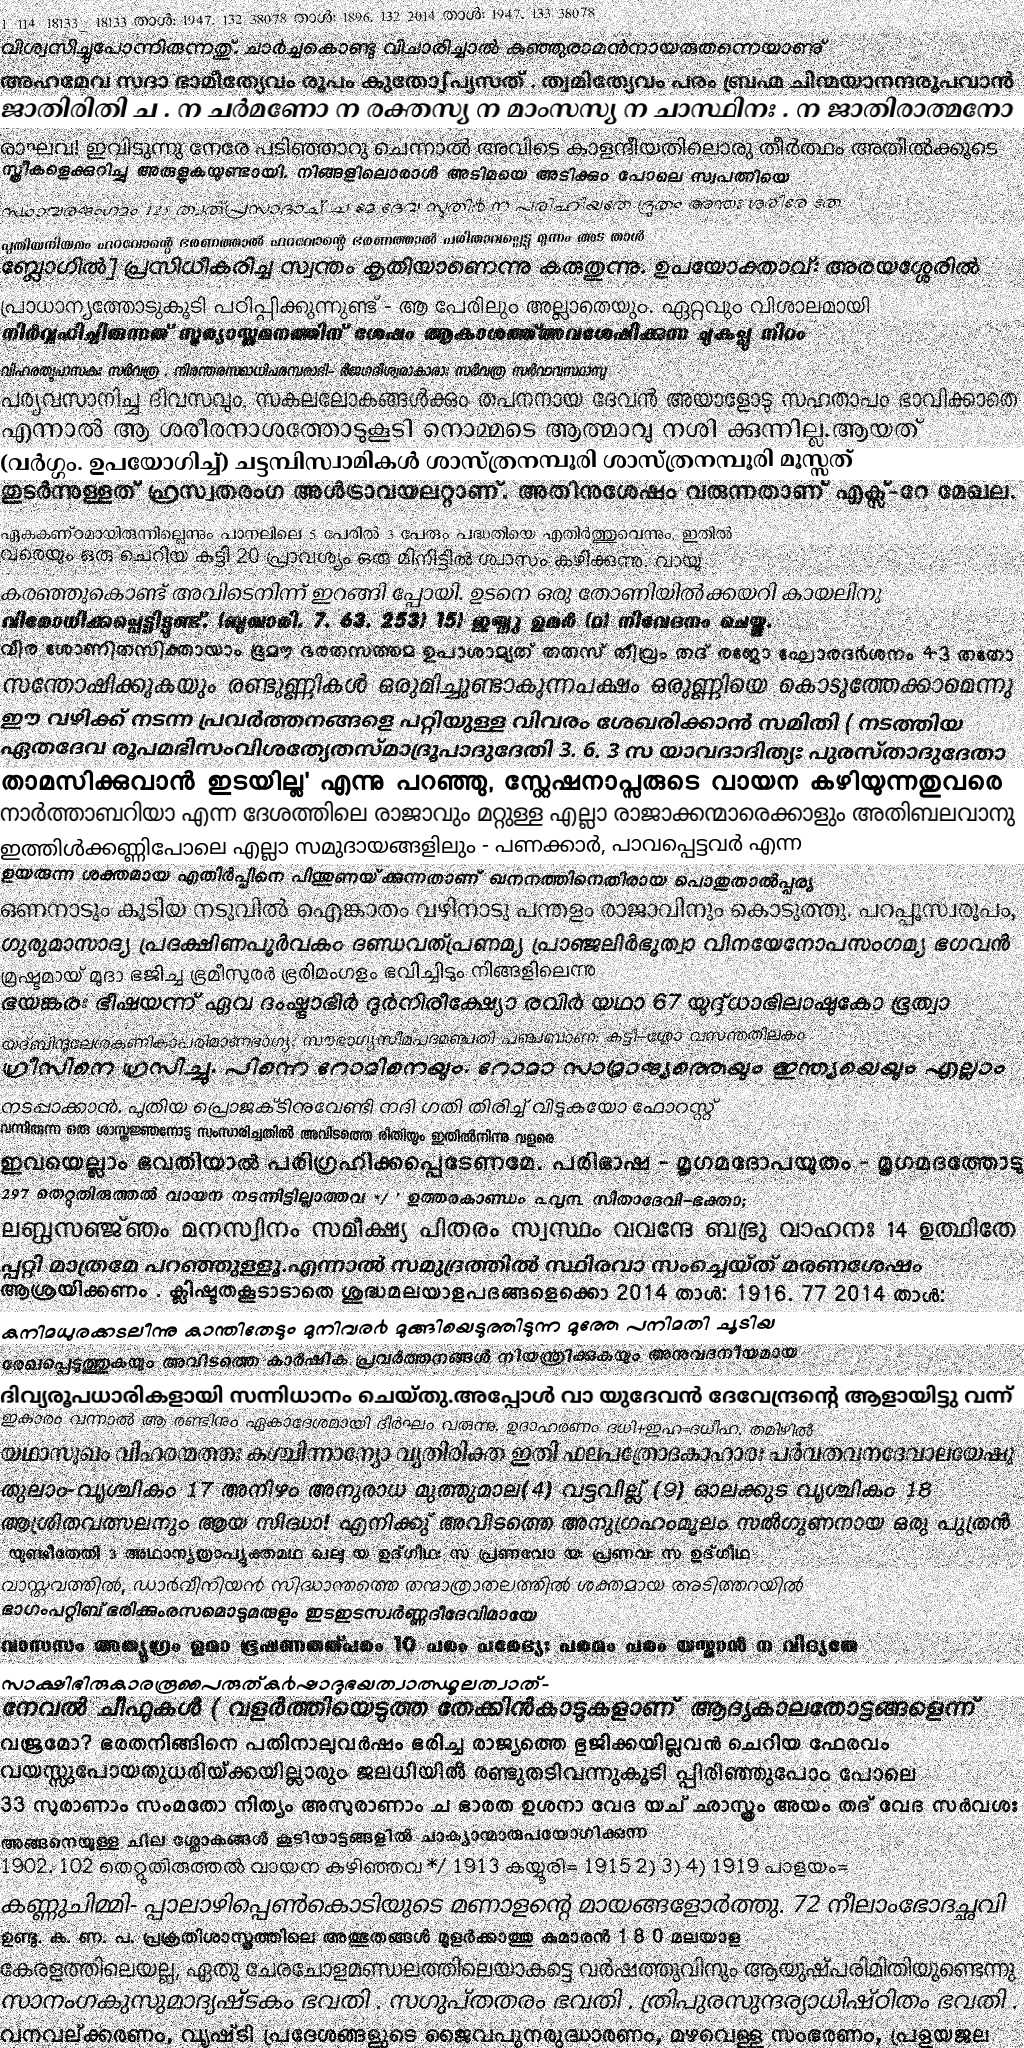 1 114 18133 18133 താൾ: 1947. 132 38078 താൾ: 1896. 132 2014 താൾ: 1947. 133 38078
വിശ്വസിച്ചുപോന്നിരുന്നതു്. ചാർച്ചകൊണ്ടു വിചാരിച്ചാൽ കുഞ്ഞുരാമൻനായരുതന്നെയാണു്
അഹമേവ സദാ ഭാമീത്യേവം രൂപം കുതോഽപ്യസത് . ത്വമിത്യേവം പരം ബ്രഹ്മ ചിന്മയാനന്ദരൂപവാൻ
ജാതിരിതി ച . ന ചർമണോ ന രക്തസ്യ ന മാംസസ്യ ന ചാസ്ഥിനഃ . ന ജാതിരാത്മനോ
രാഘവ! ഇവിടുന്നു നേരേ പടിഞ്ഞാറു ചെന്നാൽ അവിടെ കാളന്ദീയതിലൊരു തീർത്ഥം അതിൽക്കൂടെ
സ്ത്രീകളെക്കുറിച്ച അരുളുകയുണ്ടായി. നിങ്ങളിലൊരാൾ അടിമയെ അടിക്കും പോലെ സ്വപത്നിയെ
സ്ഥാവരജംഗമം 123 ത്വത്പ്രസാദാച് ച മേ ദേവ സ്മൃതിർ ന പരിഹീയതേ ദ്രുതം അന്തഃ ശരീരേ തേ
പുതിയനിയമം ഫറവോന്റെ ഭരണത്താൽ ഫറവോന്റെ ഭരണത്താൽ പരിതാവപ്പെട്ടു മൂന്നം അട താൾ
ബ്ലോഗിൽ] പ്രസിധീകരിച്ച സ്വന്തം കൃതിയാണെന്നു കരുതുന്നു. ഉപയോക്താവ്: അരയശ്ശേരിൽ
പ്രാധാന്യത്തോടുകൂടി പഠിപ്പിക്കുന്നുണ്ട് - ആ പേരിലും അല്ലാതെയും. ഏറ്റവും വിശാലമായി
നിർവ്വഹിച്ചിരുന്നത് സൂര്യാസ്തമനത്തിന് ശേഷം ആകാശത്ത്അവശേഷിക്കുന്ന ചുകപ്പു നിറം
വിഹരത്യുപാസകഃ സർവത്ര . നിരന്തരസമാധിപരമ്പരാദി- ർജഗദീശ്വമാകാരാഃ സർവേത്ര സർവാവസ്ഥാസു
പര്യവസാനിച്ച ദിവസവും, സകലലോകങ്ങൾക്കും തപനനായ ദേവൻ അയാളോടു സഹതാപം ഭാവിക്കാതെ
എന്നാൽ ആ ശരീരനാശത്തോടുകൂടി നൊമ്മടെ ആത്മാവു നശി ക്കുന്നില്ല.ആയത്
(വർഗ്ഗം. ഉപയോഗിച്ച്) ചട്ടമ്പിസ്വാമികൾ ശാസ്ത്രനമ്പൂരി ശാസ്ത്രനമ്പൂരി മൂസ്സത്
തുടർന്നുള്ളത് ഹ്രസ്വതരംഗ അൾട്രാവയലറ്റാണ്. അതിനുശേഷം വരുന്നതാണ് എക്സ്-റേ മേഖല.
ഏകകണ്ഠമായിരുന്നില്ലെന്നും പാനലിലെ 5 പേരിൽ 3 പേരും പദ്ധതിയെ എതിർത്തുവെന്നും. ഇതിൽ
വരെയും ഒരു ചെറിയ കുട്ടി 20 പ്രാവശ്യം ഒരു മിനിട്ടിൽ ശ്വാസം കഴിക്കുന്നു. വായു
കരഞ്ഞുകൊണ്ട് അവിടെനിന്ന് ഇറങ്ങി പ്പോയി. ഉടനെ ഒരു തോണിയിൽക്കയറി കായലിനു
വിരോധിക്കപ്പെട്ടിട്ടുണ്ട്. (ബുഖാരി. 7. 63. 253) 15) ഇബ്നു ഉമർ (റ) നിവേദനം ചെയ്തു.
വീര ശോണിതസിക്തായാം ഭൂമൗ ഭരതസത്തമ ഉപാശാമ്യത് തതസ് തീവ്രം തദ് രജോ ഘോരദർശനം 43 തതോ
സന്തോഷിക്കുകയും രണ്ടുണ്ണികൾ ഒരുമിച്ചുണ്ടാകുന്നപക്ഷം ഒരുണ്ണിയെ കൊടുത്തേക്കാമെന്നു
ഈ വഴിക്ക് നടന്ന പ്രവർത്തനങ്ങളെ പറ്റിയുള്ള വിവരം ശേഖരിക്കാൻ സമിതി ( നടത്തിയ
ഏതദേവ രൂപമഭിസംവിശത്യേതസ്മാദ്രൂപാദുദേതി 3. 6. 3 സ യാവദാദിത്യഃ പുരസ്താദുദേതാ
താമസിക്കുവാൻ ഇടയില്ല' എന്നു പറഞ്ഞു, സ്റ്റേഷനാപ്സരുടെ വായന കഴിയുന്നതുവരെ
നാർത്താബറിയാ എന്ന ദേശത്തിലെ രാജാവും മറ്റുള്ള എല്ലാ രാജാക്കന്മാരെക്കാളും അതിബലവാനു
ഇത്തിൾക്കണ്ണിപോലെ എല്ലാ സമുദായങ്ങളിലും - പണക്കാർ, പാവപ്പെട്ടവർ എന്ന
ഉയരുന്ന ശക്തമായ എതിർപ്പിനെ പിന്തുണയ്ക്കുന്നതാണ് ഖനനത്തിനെതിരായ പൊതുതാൽപ്പര്യ
ഒണനാടും കൂടിയ നടുവിൽ ഐങ്കാതം വഴിനാടു പന്തളം രാജാവിനും കൊടുത്തു. പറപ്പൂസ്വരൂപം,
ഗുരുമാസാദ്യ പ്രദക്ഷിണപൂർവകം ദണ്ഡവത്പ്രണമ്യ പ്രാഞ്ജലിർഭൂത്വാ വിനയേനോപസംഗമ്യ ഭഗവൻ
മൃഷ്ടമായ് മുദാ ഭജിച്ച ഭൂമീസുരർ ഭൂരിമംഗളം ഭവിച്ചിടും നിങ്ങളിലെന്നു
ഭയങ്കരഃ ഭീഷയന്ന് ഏവ ദംഷ്ട്രാഭിർ ദുർനിരീക്ഷ്യോ രവിർ യഥാ 67 യുദ്ധാഭിലാഷുകോ ഭൂത്വാ
യദ്ബിന്ദുലേശകണികാപരിമാണഭാഗ്യം സൗഭാഗ്യസീമപദമഞ്ചതി പഞ്ചബാണഃ കുട്ടി-ശ്ലോ വസന്തതിലകം
ഗ്രീസിനെ ഗ്രസിച്ചു. പിന്നെ റോമിനെയും. റോമാ സാമ്രാജ്യത്തെയും ഇന്ത്യയെയും എല്ലാം
നടപ്പാക്കാൻ. പുതിയ പ്രൊജക്ടിനുവേണ്ടി നദി ഗതി തിരിച്ച് വിടുകയോ ഫോറസ്റ്റ്
വന്നിരുന്ന ഒരു ശാസ്ത്രജ്ഞനോടു സംസാരിച്ചതിൽ അവിടത്തെ രീതിയും ഇതിൽനിന്നു വളരെ
ഇവയെല്ലാം ഭവതിയാൽ പരിഗ്രഹിക്കപ്പെടേണമേ. പരിഭാഷ - മൃഗമദോപയുതം - മൃഗമദത്തോടു
297 തെറ്റുതിരുത്തൽ വായന നടന്നിട്ടില്ലാത്തവ */ ' ഉത്തരകാണ്ഡം ൨൮൩ സീതാദേവി-ഭക്താ;
ലബ്ധസഞ്ജ്ഞം മനസ്വിനം സമീക്ഷ്യ പിതരം സ്വസ്ഥം വവന്ദേ ബഭ്രു വാഹനഃ 14 ഉത്ഥിതേ
പ്പറ്റി മാത്രമേ പറഞ്ഞുള്ളൂ.എന്നാൽ സമുദ്രത്തിൽ സ്ഥിരവാ സംച്ചെയ്ത് മരണശേഷം
ആശ്രയിക്കണം . ക്ലിഷ്ടതകൂടാടാതെ ശുദ്ധമലയാളപദങ്ങളെക്കൊ 2014 താൾ: 1916. 77 2014 താൾ:
കനിമധുരക്കടലീന്നു കാന്തിതേടും മുനിവരർ മുങ്ങിയെടുത്തിടുന്ന മുത്തേ പനിമതി ചൂടിയ
രേഖപ്പെടുത്തുകയും അവിടത്തെ കാർഷിക പ്രവർത്തനങ്ങൾ നിയന്ത്രിക്കുകയും അനുവദനീയമായ
ദിവ്യരൂപധാരികളായി സന്നിധാനം ചെയ്തു.അപ്പോൾ വാ യുദേവൻ ദേവേന്ദ്രന്റെ ആളായിട്ടു വന്ന്
ഇകാരം വന്നാൽ ആ രണ്ടിനും ഏകാദേശമായി ദീർഘം വരുന്നു. ഉദാഹരണം ദധി+ഇഹ=ദധീഹ. തമിഴിൽ
യഥാസുഖം വിഹരന്മത്തഃ കശ്ചിന്നാന്യോ വ്യതിരിക്ത ഇതി ഫലപത്രോദകാഹാരഃ പർവതവനദേവാലയേഷു
തുലാം-വൃശ്ചികം 17 അനിഴം അനുരാധ മുത്തുമാല(4) വട്ടവില്ല് (9) ഓലക്കുട വൃശ്ചികം 18
ആശ്രിതവത്സലനും ആയ സിദ്ധാ! എനിക്കു് അവിടത്തെ അനുഗ്രഹംമൂലം സൽഗുണനായ ഒരു പുത്രൻ
യുഞ്ജീതേതി 3 അഥാന്യത്രാപ്യുക്തമഥ ഖലു യ ഉദ്ഗീഥഃ സ പ്രണവോ യഃ പ്രണവഃ സ ഉദ്ഗീഥ
വാസ്തവത്തിൽ, ഡാർവീനിയൻ സിദ്ധാന്തത്തെ തന്മാത്രാതലത്തിൽ ശക്തമായ അടിത്തറയിൽ
ഭാഗംപറ്റിബ്ഭരിക്കുംരസമൊടുമരുളും ഇടഇടസ്വർണ്ണദീദേവിമായേ
വാസസം അത്യുഗ്രം ഉമാ ഭൂഷണതത്പരം 10 പരം പരേഭ്യഃ പരമം പരം യസ്മാൻ ന വിദ്യതേ
സാക്ഷിഭിരുകാരരൂപൈരുത്കർഷാദുഭയത്വാത്സ്ഥൂലത്വാത്-
നേവൽ ചീഫുകൾ ( വളർത്തിയെടുത്ത തേക്കിൻകാടുകളാണ് ആദ്യകാലതോട്ടങ്ങളെന്ന്
വജ്രമോ? ഭരതനിങ്ങിനെ പതിനാലുവർഷം ഭരിച്ച രാജ്യത്തെ ഭുജിക്കയില്ലവൻ ചെറിയ ഫേരവം
വയസ്സുപോയതുധരിയ്ക്കയില്ലാരും ജലധിയിൽ രണ്ടുതടിവന്നുകൂടി പ്പിരിഞ്ഞുപോം പോലെ
33 സുരാണാം സംമതോ നിത്യം അസുരാണാം ച ഭാരത ഉശനാ വേദ യച് ഛാസ്ത്രം അയം തദ് വേദ സർവശഃ
അങ്ങനെയുള്ള ചില ശ്ലോകങ്ങൾ കൂടിയാട്ടങ്ങളിൽ ചാക്യാന്മാരുപയോഗിക്കുന്ന
1902. 102 തെറ്റുതിരുത്തൽ വായന കഴിഞ്ഞവ */ 1913 കയ്യൂരി= 1915 2) 3) 4) 1919 പാളയം=
കണ്ണുചിമ്മി- പ്പാലാഴിപ്പെൺകൊടിയുടെ മണാളന്റെ മായങ്ങളോർത്തു. 72 നീലാംഭോദച്ഛവി
ഉണ്ടു. ക. ണ. പ. പ്രകൃതിശാസ്ത്രത്തിലെ അത്ഭുതങ്ങൾ മൂളർക്കാത്തു കുമാരൻ 1 8 0 മലയാള
കേരളത്തിലെയല്ല, ഏതു ചേരചോളമണ്ഡലത്തിലെയാകട്ടെ വർഷത്തുവിനും ആയുഷ്പരിമിതിയുണ്ടെന്നു
സാനംഗകുസുമാദ്യഷ്ടകം ഭവതി . സഗുപ്തതരം ഭവതി . ത്രിപുരസുന്ദര്യാധിഷ്ഠിതം ഭവതി .
വനവല്ക്കരണം, വൃഷ്ടി പ്രദേശങ്ങളുടെ ജൈവപുനരുദ്ധാരണം, മഴവെള്ള സംഭരണം, പ്രളയജല